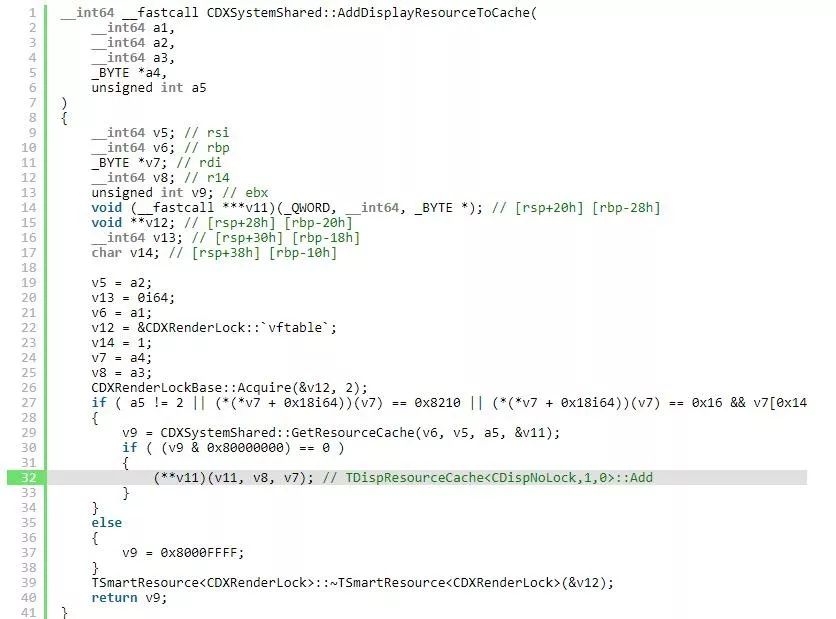 1 __int64 __fastcall CDXSystemShared::AddDisplayResourceToCache(
2 __int64 a1,
3 __int64 a2,
4 __int64 a3,
5 _BYTE *a4,
6 unsigned int a5
7 )
8 {
9 __int64 v5; // rsi
10 __int64 v6; // rbp
11 _BYTE *v7; // rdi
12 __int64 v8; // r14
13 unsigned int v9; // ebx
14 void (__fastcall ***v11)(_QWORD, __int64, _BYTE *); // [rsp+20h] [rbp-28h]
15 void **v12; // [rsp+28h] [rbp-20h]
16 __int64 v13; // [rsp+30h] [rbp-18h]
17 char v14; // [rsp+38h] [rbp-10h]
18
19 v5 = a2;
20 v13 = 0i64;
21 v6 = a1;
22 v12 = &CDXRenderLock::`vftable`;
23 v14 = 1;
24 v7 = a4;
25 v8 = a3;
26 CDXRenderLockBase::Acquire(&v12, 2);
27 if ( a5 != 2 || (*(*v7 + 0x18i64))(v7) == 0x8210 || (*(*v7 + 0x18i64))(v7) == 0x16 && v7[0x14
28 {
29 v9 = CDXSystemShared::GetResourceCache(v6, v5, a5, &v11);
30 if ( (v9 & 0x80000000) == 0 )
31 {
32 (**v11)(v11, v8, v7); // TDispResourceCache<CDispNoLock,1,0>::Add
33 }
34 }
35 else
36 {
37 v9 = 0x8000FFFF;
38 }
39 TSmartResource<CDXRenderLock>::~TSmartResource<CDXRenderLock>(&v12);
40 return v9;
41 }